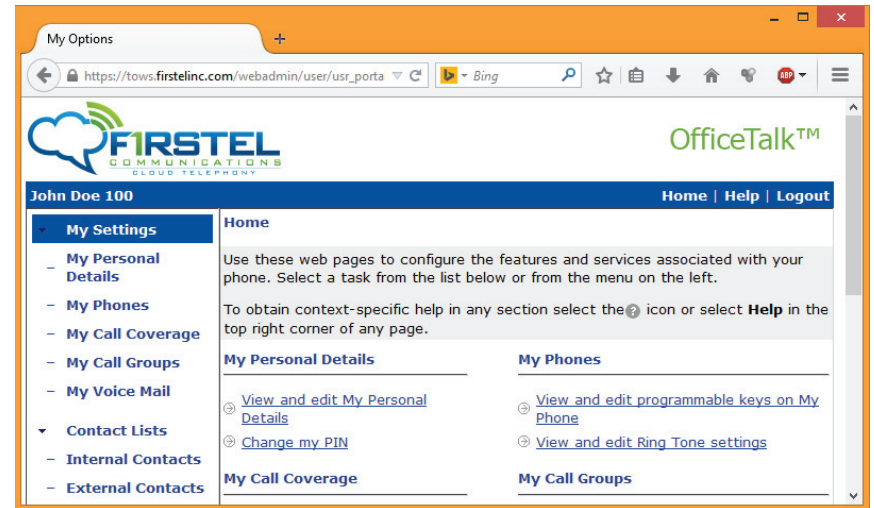 My Options
https://tows.firstelinc.com/webadmin/user/usr_porta
Bing
ABP
F1RSTEL
COMMUNICATIONS
CLOUD TELEPHONY
OfficeTalk™
John Doe 100
Home | Help | Logout
My Settings
My Personal
Details
My Phones
My Call Coverage
My Call Groups
My Voice Mail
Contact Lists
Internal Contacts
External Contacts
Home
Use these web pages to configure the features and services associated with your
phone. Select a task from the list below or from the menu on the left.
To obtain context-specific help in any section select the ? icon or select Help in the
top right corner of any page.
My Personal Details
View and edit My Personal
Details
Change my PIN
My Phones
View and edit programmable keys on My
Phone
View and edit Ring Tone settings
My Call Coverage
My Call Groups